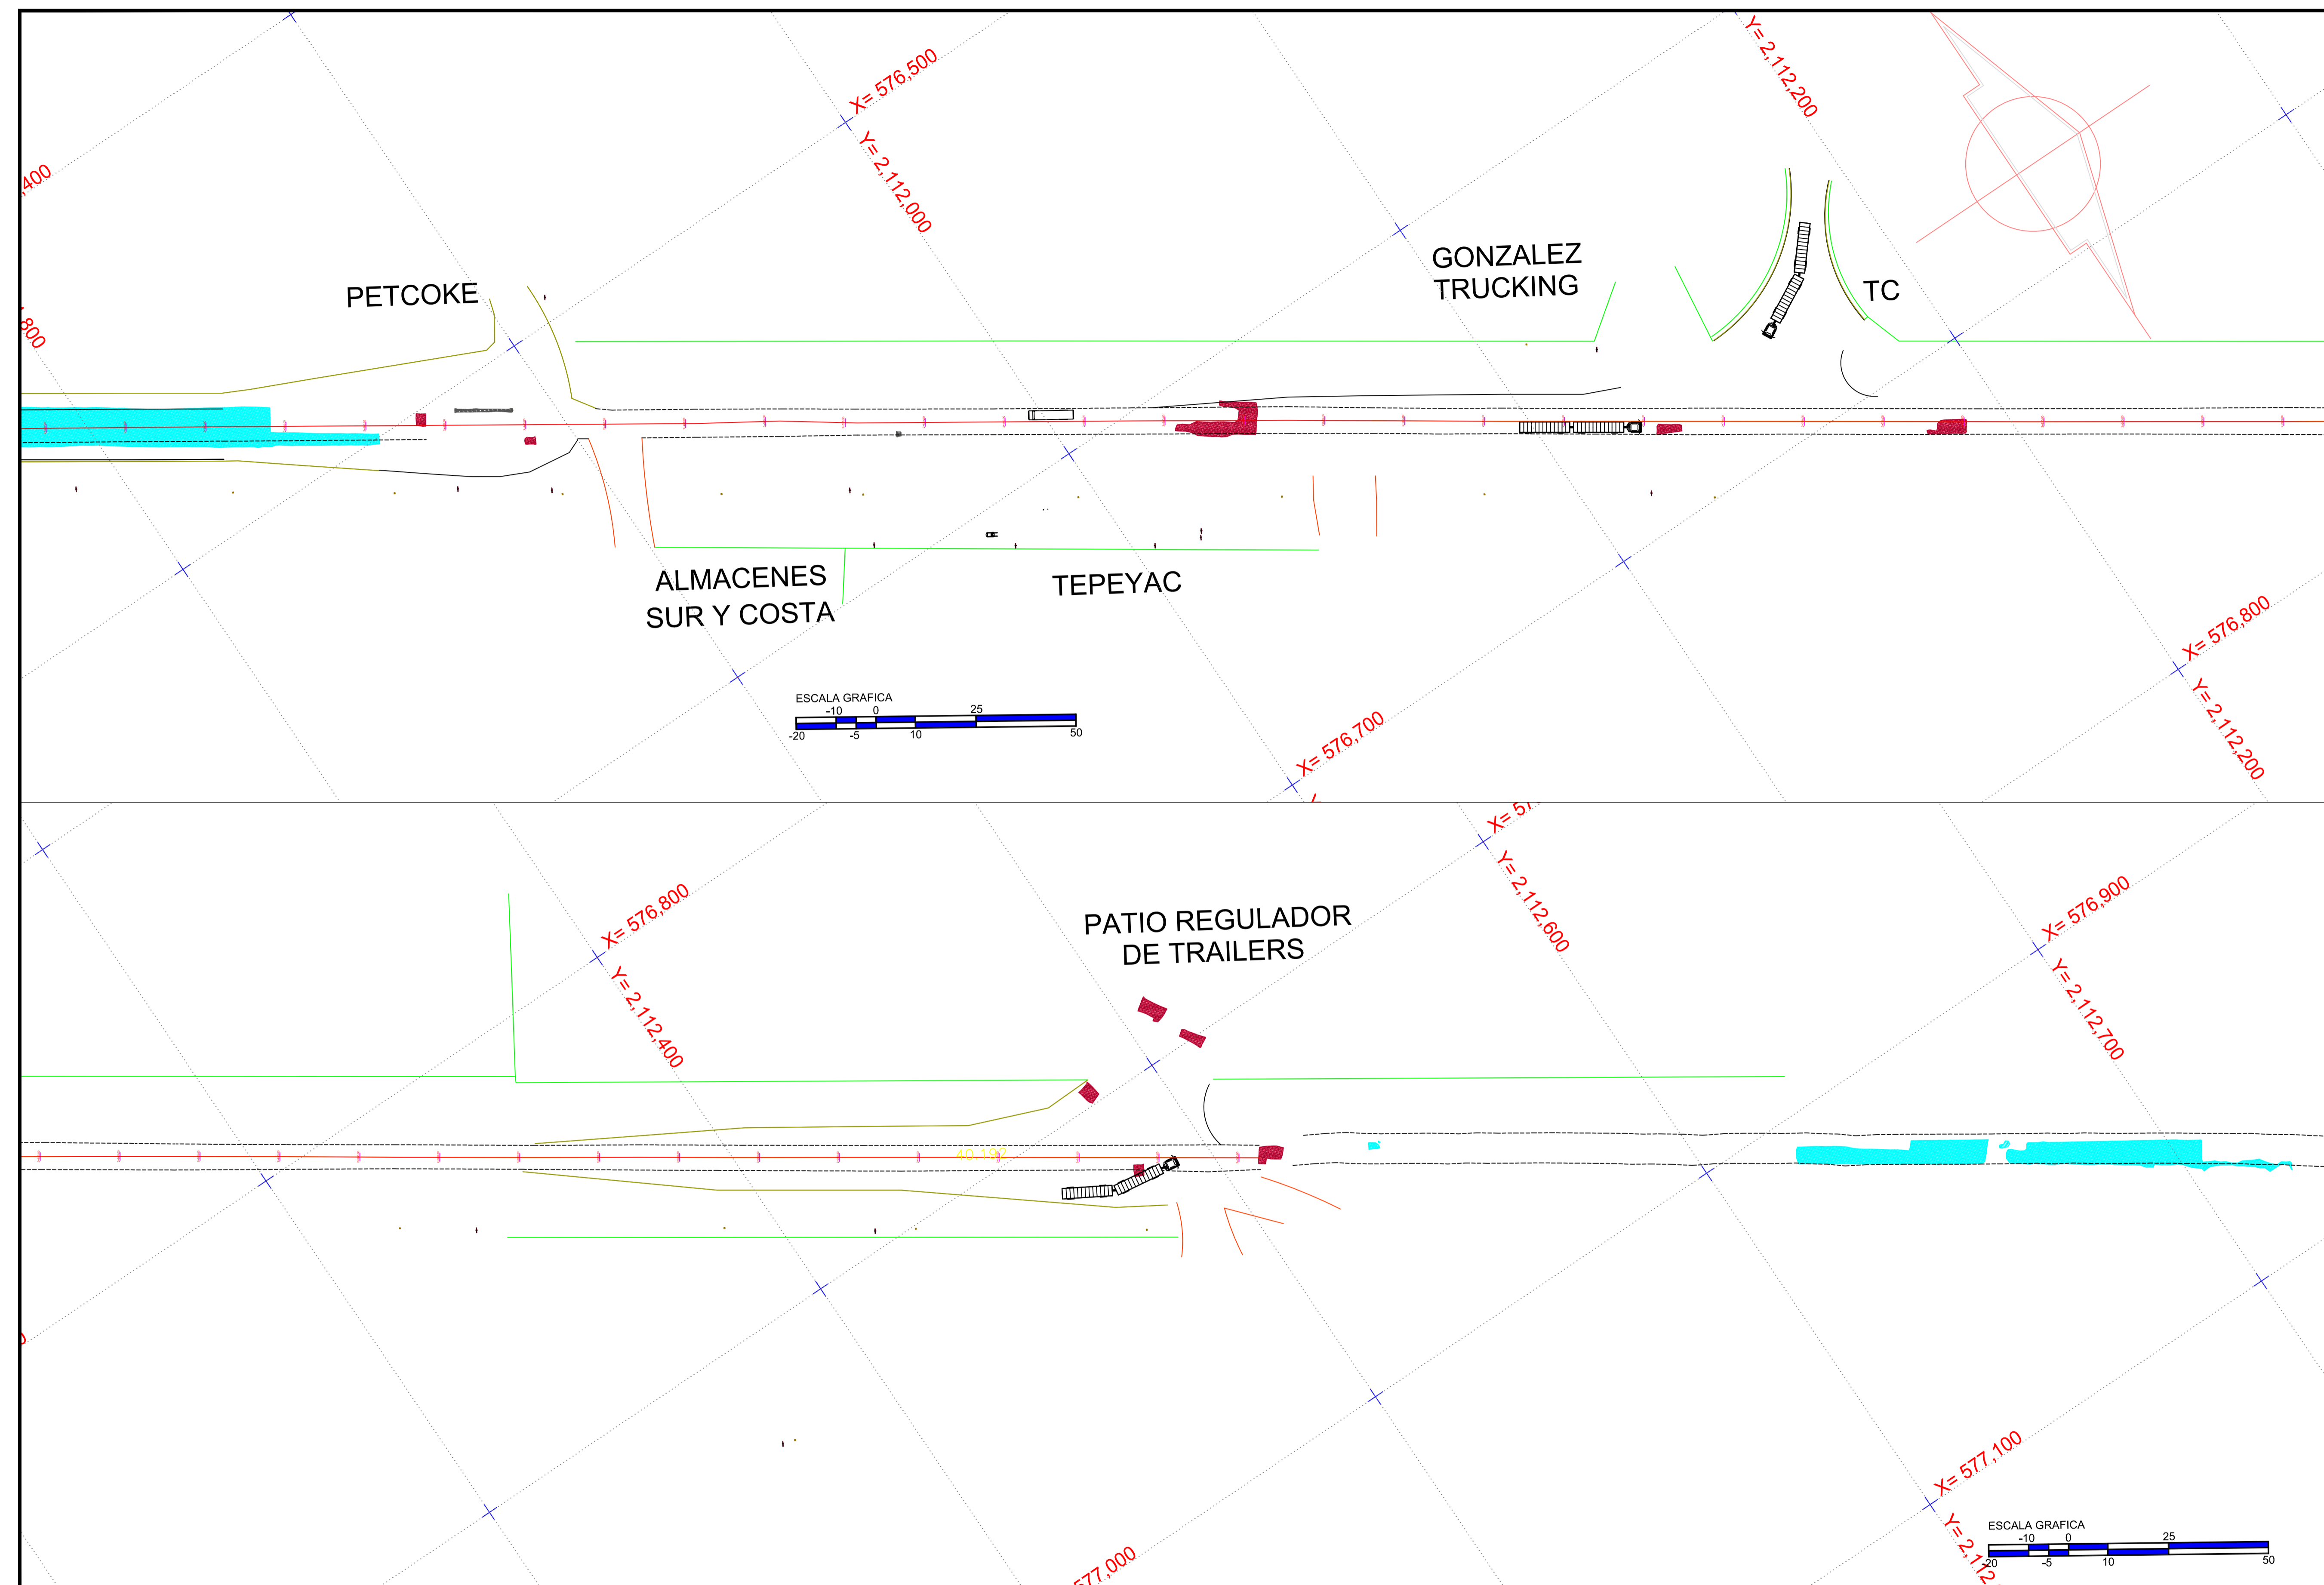 X= 576,500
Y= 2,112,000
Y= 2,112,200
,400
PETCOKE
GONZALEZ
TRUCKING
TC
ALMACENES
SUR Y COSTA
TEPEYAC
X= 576,800
Y= 2,112,200
X= 576,700
ESCALA GRAFICA
-10 0 25
-20 -5 10 50
X= 576,800
Y= 2,112,400
PATIO REGULADOR
DE TRAILERS
Y= 2,112,600
X= 576,900
Y= 2,112,700
X= 577,100
577,000
ESCALA GRAFICA
-10 0 25
-20 -5 10 50